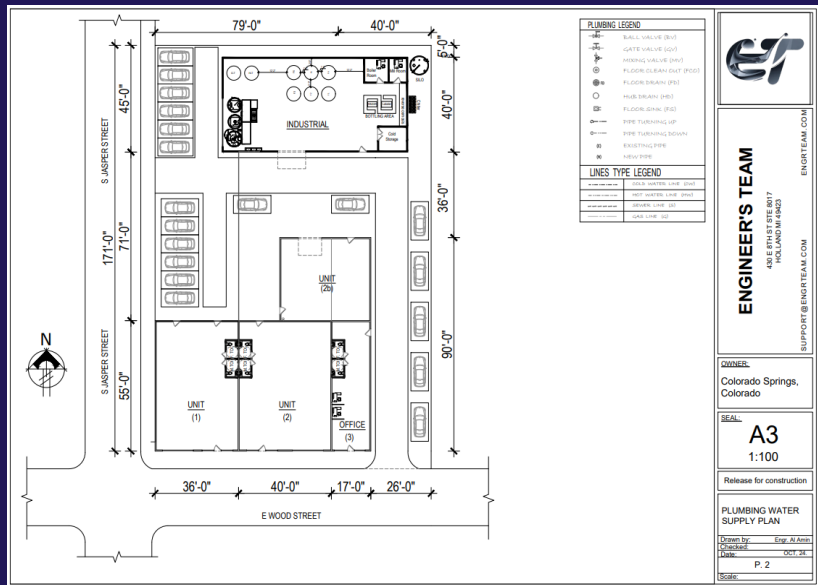 79'-0"
40'-0"
5'-0"
45'-0"
40'-0"
Boiler
Room
Mill Room
SILO
INDUSTRIAL
BOTTLING AREA
Cold
Storage
S JASPER STREET
36'-0"
171'-0"
71'-0"
UNIT
(2b)
N
S JASPER STREET
55'-0"
90'-0"
UNIT
(1)
UNIT
(2)
OFFICE
(3)
36'-0"
40'-0"
17'-0"
26'-0"
E WOOD STREET
PLUMBING LEGEND
BALL VALVE (BV)
GATE VALVE (GV)
MIXING VALVE (MV)
FLOOR CLEAN OUT (FCO)
FLOOR DRAIN (FD)
HUB DRAIN (HD)
FLOOR SINK (FS)
PIPE TURNING UP
PIPE TURNING DOWN
(E) EXISTING PIPE
(N) NEW PIPE
LINES TYPE LEGEND
COLD WATER LINE (CW)
HOT WATER LINE (HW)
SEWER LINE (S)
GAS LINE (G)
ET
ENGINEER'S TEAM
430 E 8TH ST STE 8017
HOLLAND MI 49423
SUPPORT@ENGRTEAM.COM
ENGRTEAM.COM
OWNER:
Colorado Springs,
Colorado
SEAL:
A3
1:100
Release for construction
PLUMBING WATER
SUPPLY PLAN
Drawn by: Engr. Al Amin
Checked:
Date: OCT, 24.
P. 2
Scale: